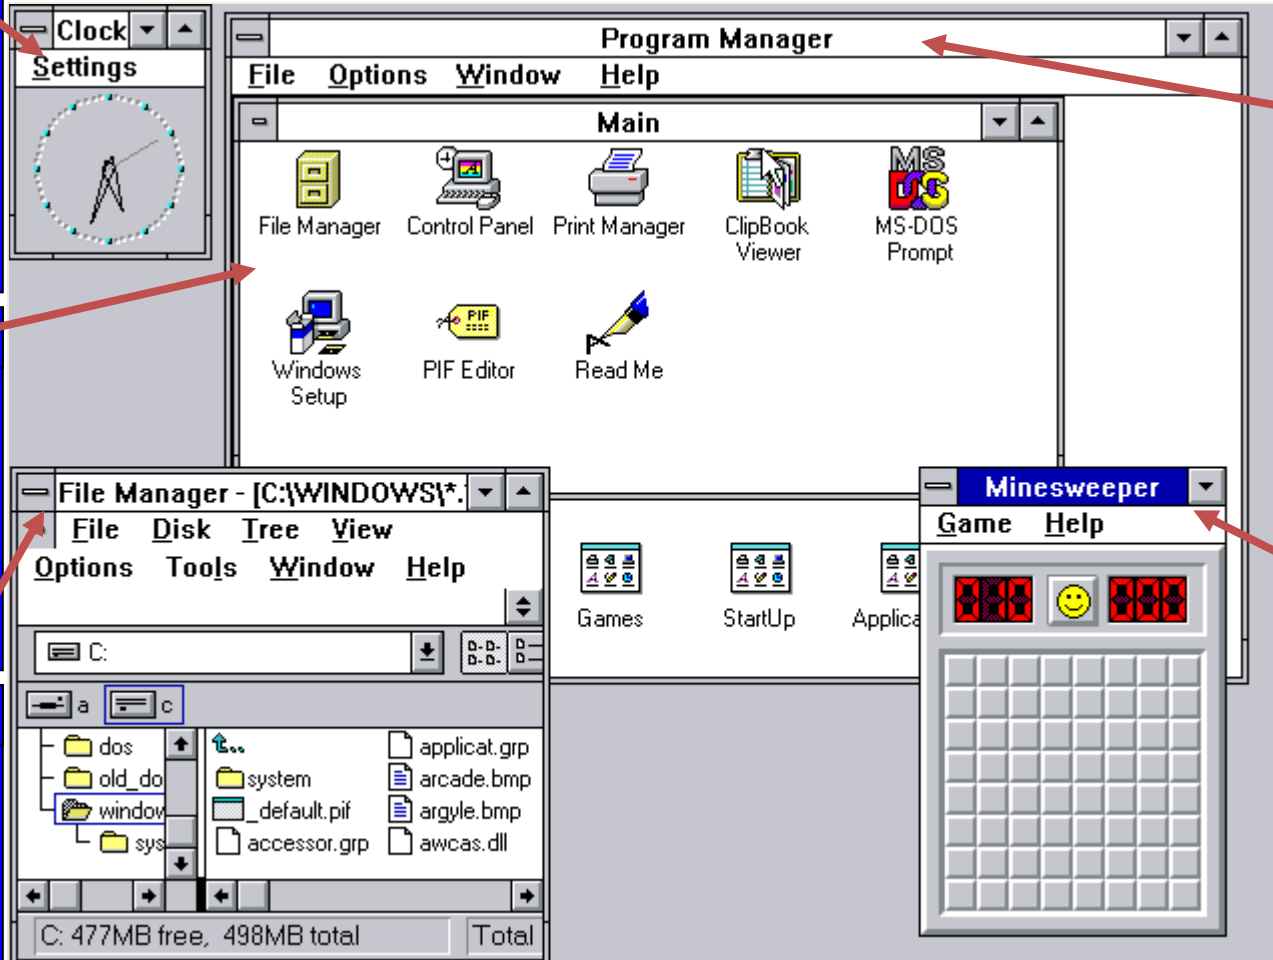 Clock
Settings
Program Manager
File Options Window Help
Main
File Manager
Control Panel
Print Manager
ClipBook
Viewer
MS
DOS
MS-DOS
Prompt
PIF
Windows
Setup
PIF Editor
Read Me
File Manager - [C:\WINDOWS\*.
File Disk Tree View
Options Tools Window Help
C:
a
c
dos
old_do
window
sys
system
_default.pif
accessor.grp
applicat.grp
arcade.bmp
argyle.bmp
awcas.dll
C: 477MB free, 498MB total
Total
Games
StartUp
Applica
Minesweeper
Game Help